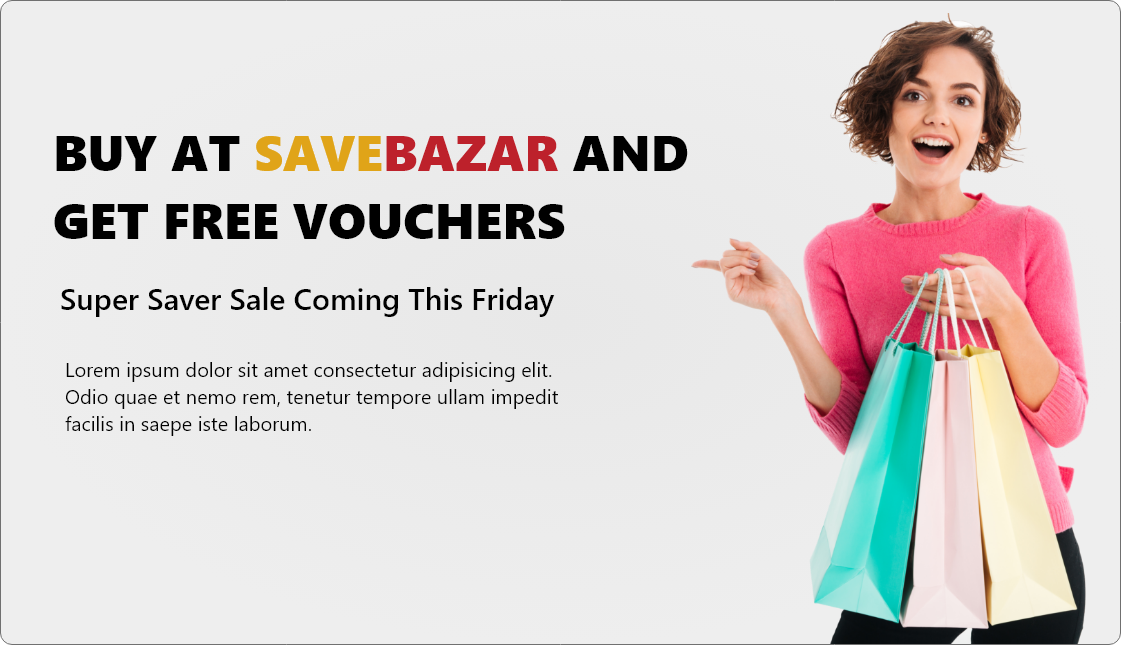 BUY AT SAVEBAZAR AND
GET FREE VOUCHERS
Super Saver Sale Coming This Friday
Lorem ipsum dolor sit amet consectetur adipisicing elit.
Odio quae et nemo rem, tenetur tempore ullam impedit
facilis in saepe iste laborum.